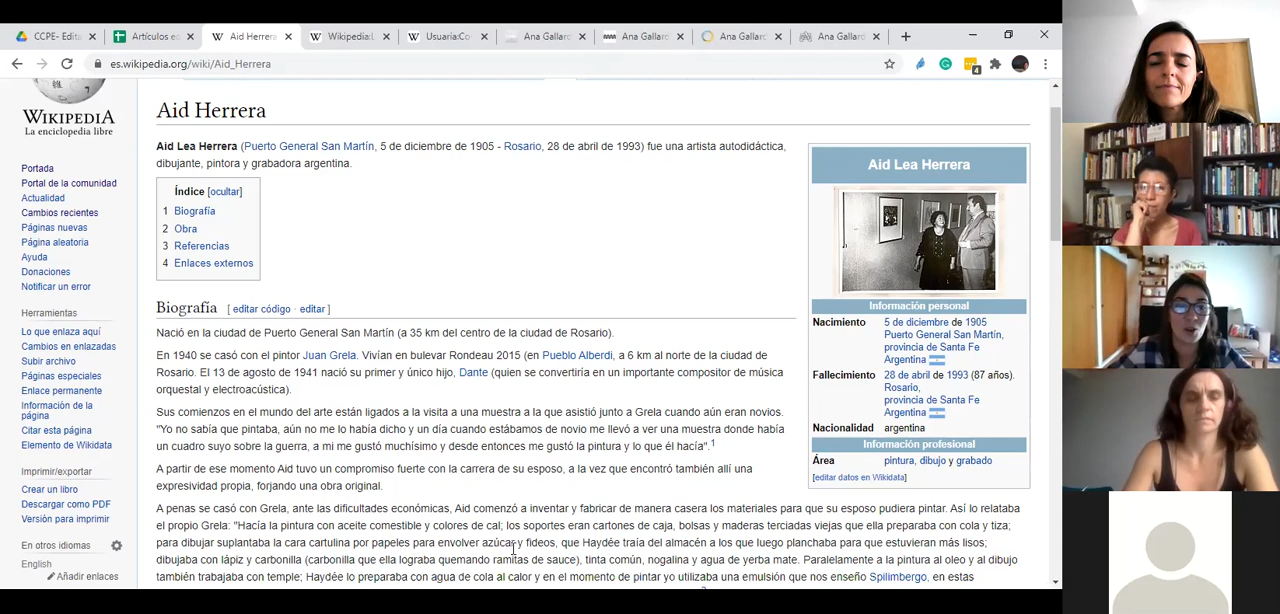 CCPE- Edita
Artículos ed
Aid Herrera
Wikipedia:L
Usuaria:Co
Ana Gallard
Ana Gallard
Ana Gallard
Ana Gallard
es.wikipedia.org/wiki/Aid_Herrera
4
WIKIPEDIA
La enciclopedia libre
Portada
Portal de la comunidad
Actualidad
Cambios recientes
Páginas nuevas
Página aleatoria
Ayuda
Donaciones
Notificar un error
Herramientas
Lo que enlaza aquí
Cambios en enlazadas
Subir archivo
Páginas especiales
Enlace permanente
Información de la
página
Citar esta página
Elemento de Wikidata
Imprimir/exportar
Crear un libro
Descargar como PDF
Versión para imprimir
En otros idiomas
English
Añadir enlaces
Aid Herrera
Aid Lea Herrera (Puerto General San Martín, 5 de diciembre de 1905 - Rosario, 28 de abril de 1993) fue una artista autodidáctica,
dibujante, pintora y grabadora argentina.
Índice [ocultar]
1 Biografía
2 Obra
3 Referencias
4 Enlaces externos
Biografía [ editar código · editar ]
Nació en la ciudad de Puerto General San Martín (a 35 km del centro de la ciudad de Rosario).
En 1940 se casó con el pintor Juan Grela. Vivían en bulevar Rondeau 2015 (en Pueblo Alberdi, a 6 km al norte de la ciudad de
Rosario. El 13 de agosto de 1941 nació su primer y único hijo, Dante (quien se convertiría en un importante compositor de música
orquestal y electroacústica).
Sus comienzos en el mundo del arte están ligados a la visita a una muestra a la que asistió junto a Grela cuando aún eran novios.
"Yo no sabía que pintaba, aún no me lo había dicho y un día cuando estábamos de novio me llevó a ver una muestra donde había
un cuadro suyo sobre la guerra, a mi me gustó muchísimo y desde entonces me gustó la pintura y lo que él hacía".1
A partir de ese momento Aid tuvo un compromiso fuerte con la carrera de su esposo, a la vez que encontró también allí una
expresividad propia, forjando una obra original.
A penas se casó con Grela, ante las dificultades económicas, Aid comenzó a inventar y fabricar de manera casera los materiales para que su esposo pudiera pintar. Así lo relataba
el propio Grela: "Hacía la pintura con aceite comestible y colores de cal; los soportes eran cartones de caja, bolsas y maderas terciadas viejas que ella preparaba con cola y tiza;
para dibujar suplantaba la cara cartulina por papeles para envolver azúcar y fideos, que Haydée traía del almacén a los que luego planchaba para que estuvieran más lisos;
dibujaba con lápiz y carbonilla (carbonilla que ella lograba quemando ramitas de sauce), tinta común, nogalina y agua de yerba mate. Paralelamente a la pintura al oleo y al dibujo
también trabajaba con temple; Haydée lo preparaba con agua de cola al calor y en el momento de pintar yo utilizaba una emulsión que nos enseño Spilimbergo, en estas
Aid Lea Herrera
Información personal
Nacimiento 5 de diciembre de 1905
Puerto General San Martín,
provincia de Santa Fe
Argentina
Fallecimiento 28 de abril de 1993 (87 años).
Rosario,
provincia de Santa Fe
Argentina
Nacionalidad argentina
Información profesional
Área pintura, dibujo y grabado
[editar datos en Wikidata]